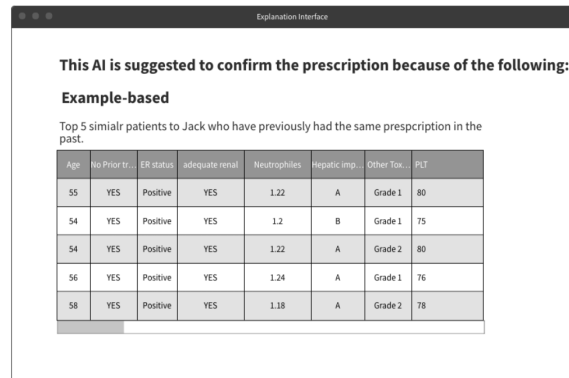 Explanation Interface
This AI is suggested to confirm the prescription because of the following:
Example-based
Top 5 simialr patients to Jack who have previously had the same prespcription in the
past.
Age No Prior tr... ER status adequate renal Neutrophiles Hepatic imp... Other Tox... PLT
55 YES Positive YES 1.22 A Grade 1 80
54 YES Positive YES 1.2 B Grade 1 75
54 YES Positive YES 1.22 A Grade 2 80
56 YES Positive YES 1.24 A Grade 1 76
58 YES Positive YES 1.18 A Grade 2 78